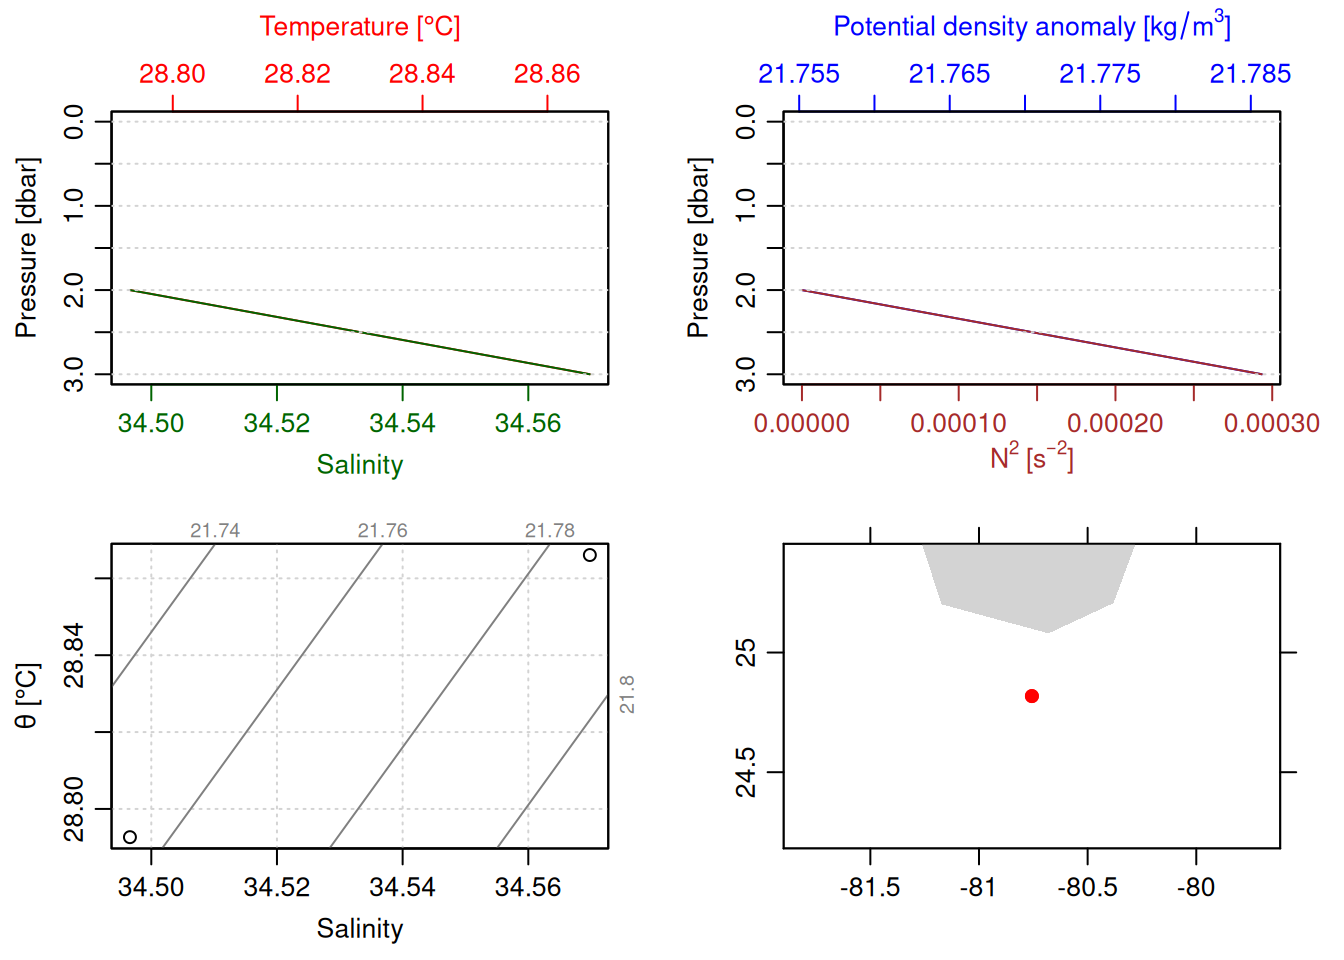 Temperature [°C]
28.80 28.82 28.84 28.86
Pressure [dbar]
0.0 1.0 2.0 3.0
34.50 34.52 34.54 34.56
Salinity
Potential density anomaly [kg/m³]
21.755 21.765 21.775 21.785
Pressure [dbar]
0.0 1.0 2.0 3.0
0.00000 0.00010 0.00020 0.00030
N² [s⁻²]
21.74 21.76 21.78
21.8
θ [°C]
28.80 28.84
34.50 34.52 34.54 34.56
Salinity
25
24.5
-81.5 -81 -80.5 -80